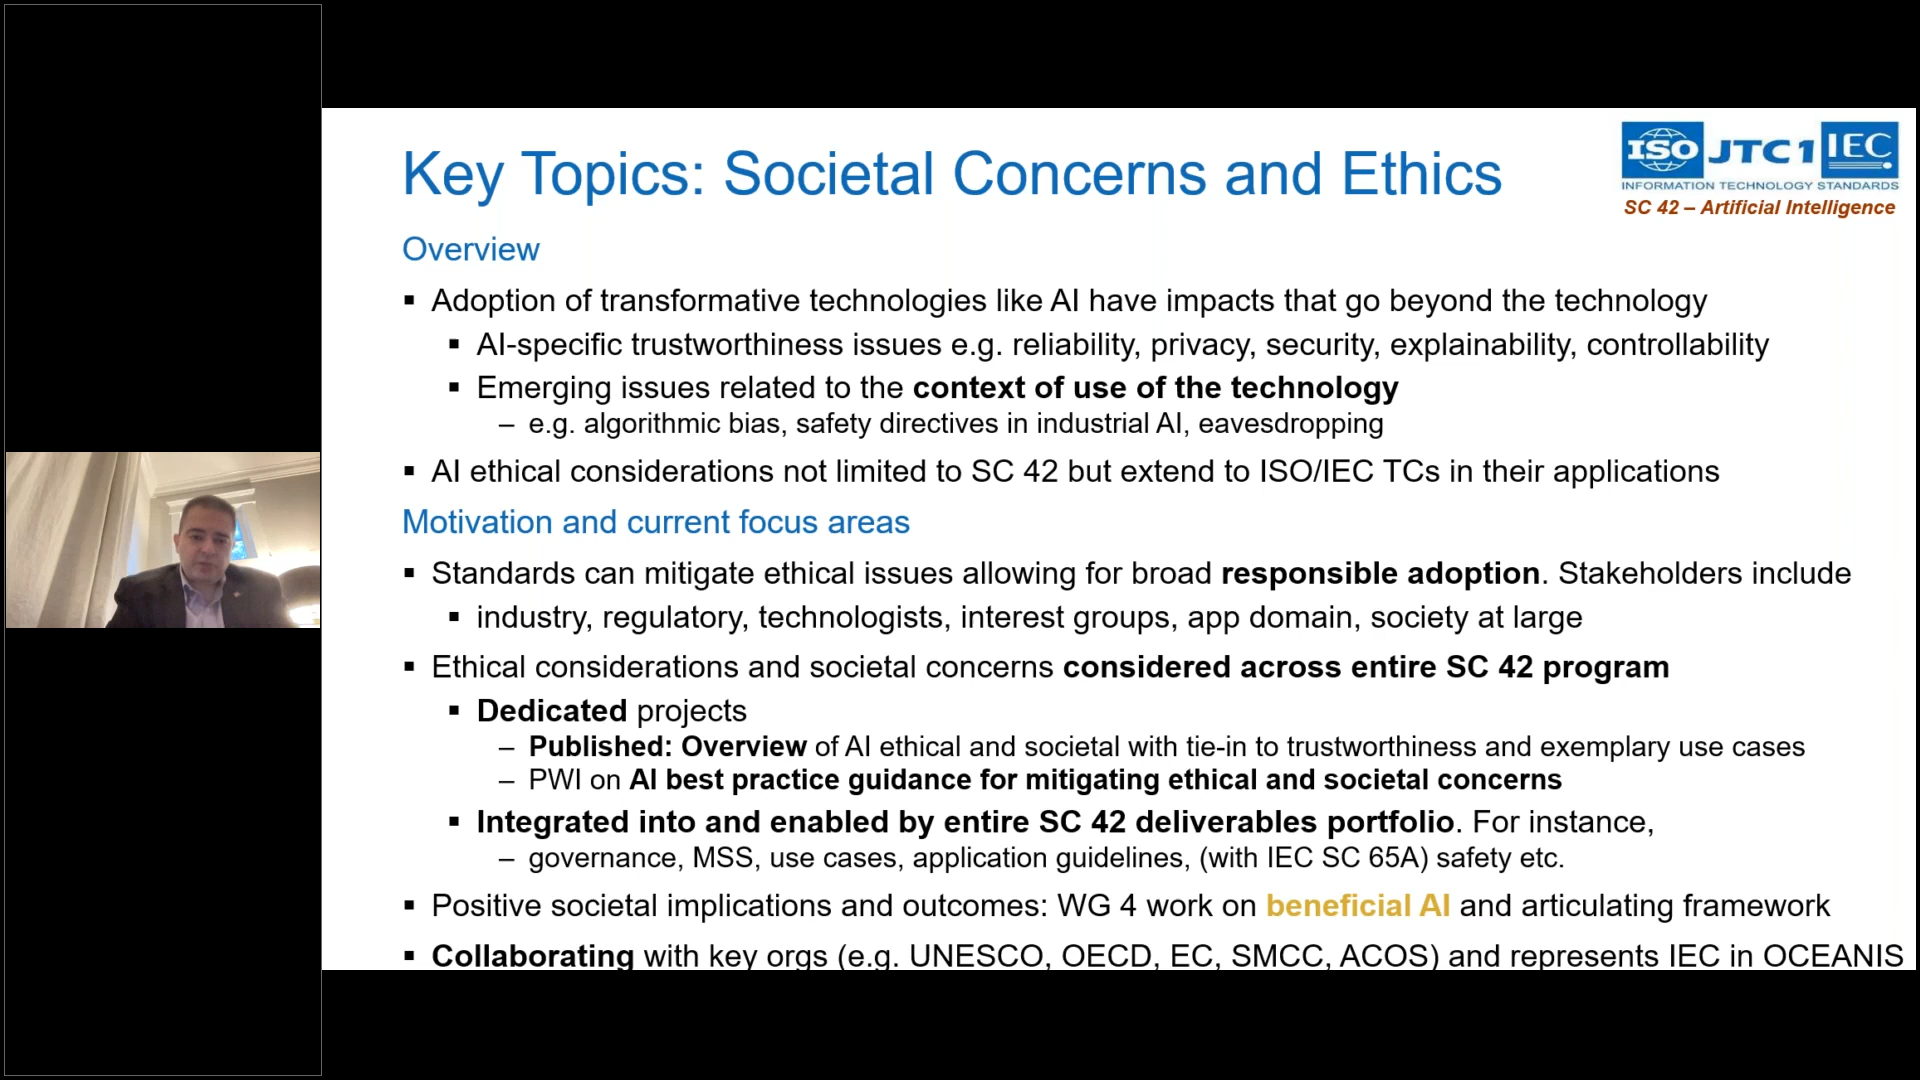 Key Topics: Societal Concerns and Ethics
ISO JTC 1 IEC
INFORMATION TECHNOLOGY STANDARDS
SC 42 – Artificial Intelligence
Overview
▪ Adoption of transformative technologies like AI have impacts that go beyond the technology
▪ AI-specific trustworthiness issues e.g. reliability, privacy, security, explainability, controllability
▪ Emerging issues related to the context of use of the technology
– e.g. algorithmic bias, safety directives in industrial AI, eavesdropping
▪ AI ethical considerations not limited to SC 42 but extend to ISO/IEC TCs in their applications
Motivation and current focus areas
▪ Standards can mitigate ethical issues allowing for broad responsible adoption. Stakeholders include
▪ industry, regulatory, technologists, interest groups, app domain, society at large
▪ Ethical considerations and societal concerns considered across entire SC 42 program
▪ Dedicated projects
– Published: Overview of AI ethical and societal with tie-in to trustworthiness and exemplary use cases
– PWI on AI best practice guidance for mitigating ethical and societal concerns
▪ Integrated into and enabled by entire SC 42 deliverables portfolio. For instance,
– governance, MSS, use cases, application guidelines, (with IEC SC 65A) safety etc.
▪ Positive societal implications and outcomes: WG 4 work on beneficial AI and articulating framework
▪ Collaborating with key orgs (e.g. UNESCO, OECD, EC, SMCC, ACOS) and represents IEC in OCEANIS